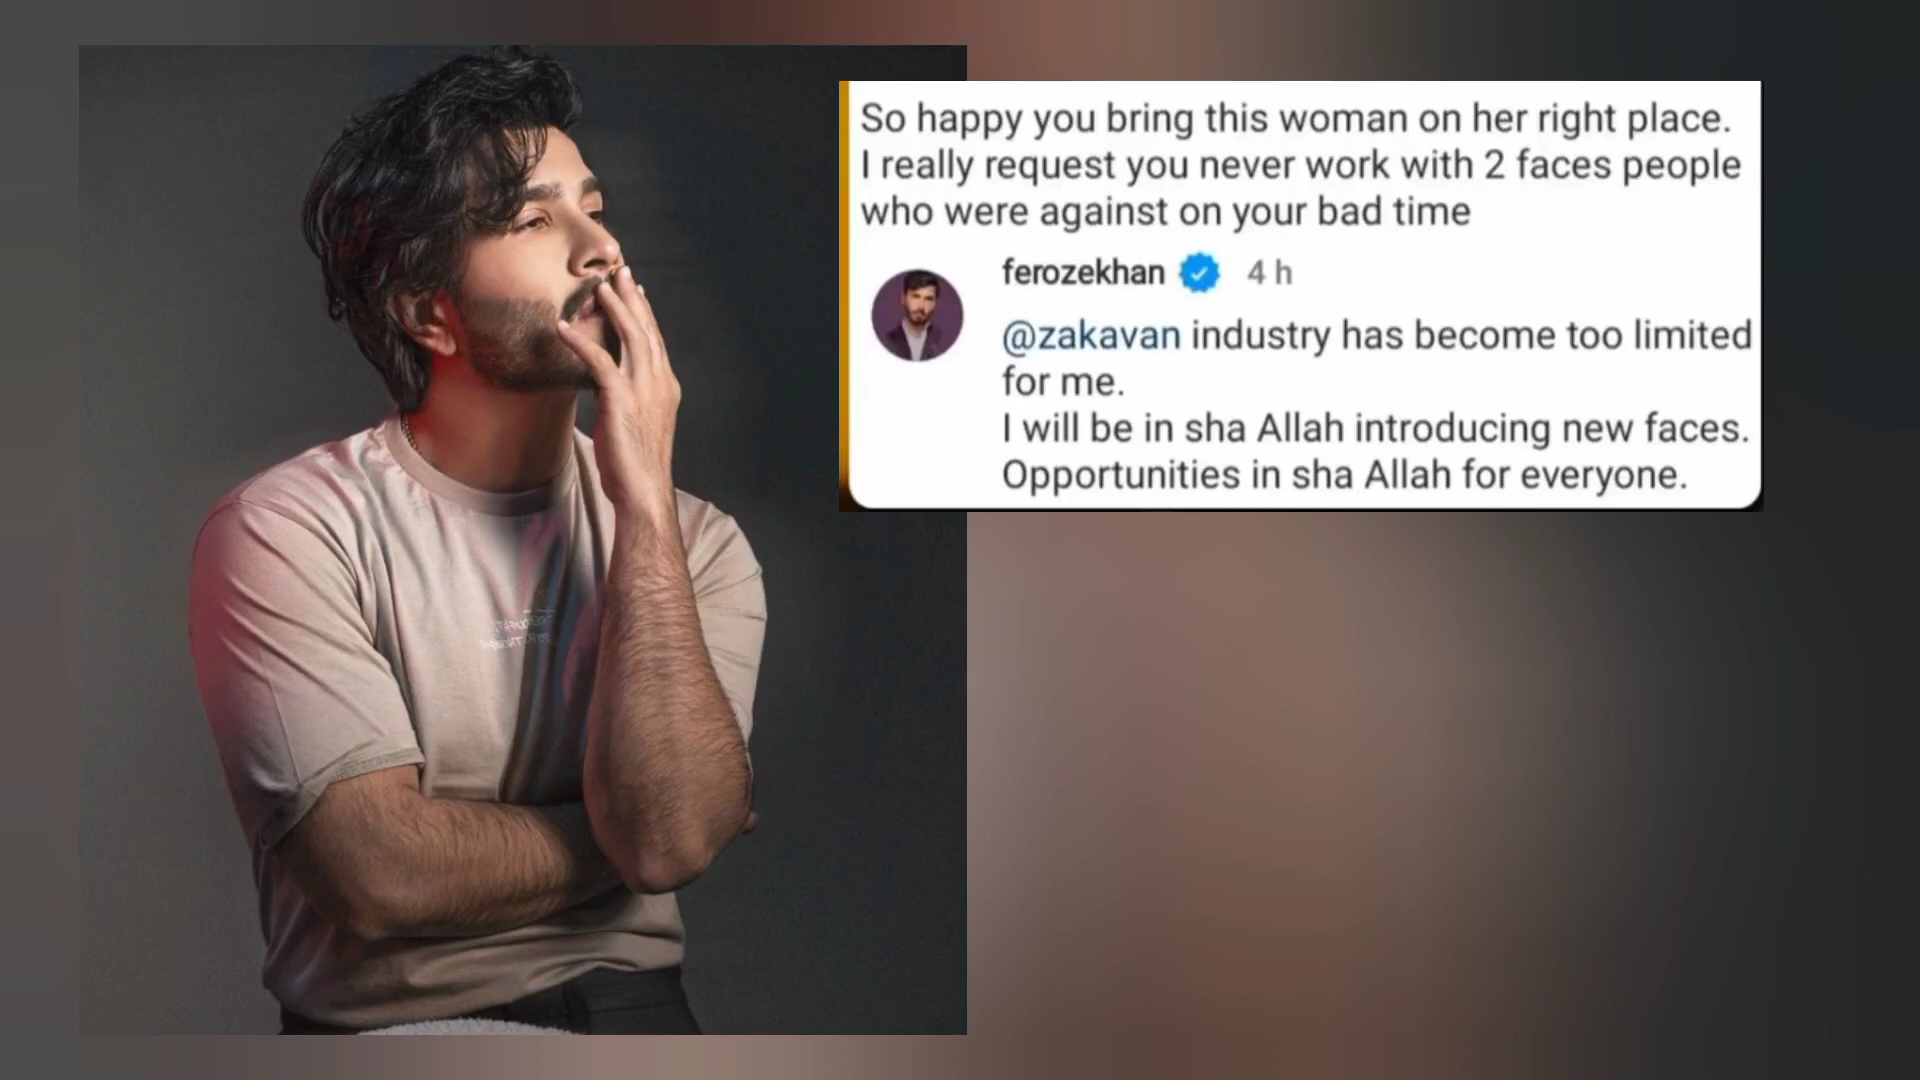 So happy you bring this woman on her right place.
I really request you never work with 2 faces people
who were against on your bad time
ferozekhan 4 h
@zakavan industry has become too limited
for me.
I will be in sha Allah introducing new faces.
Opportunities in sha Allah for everyone.